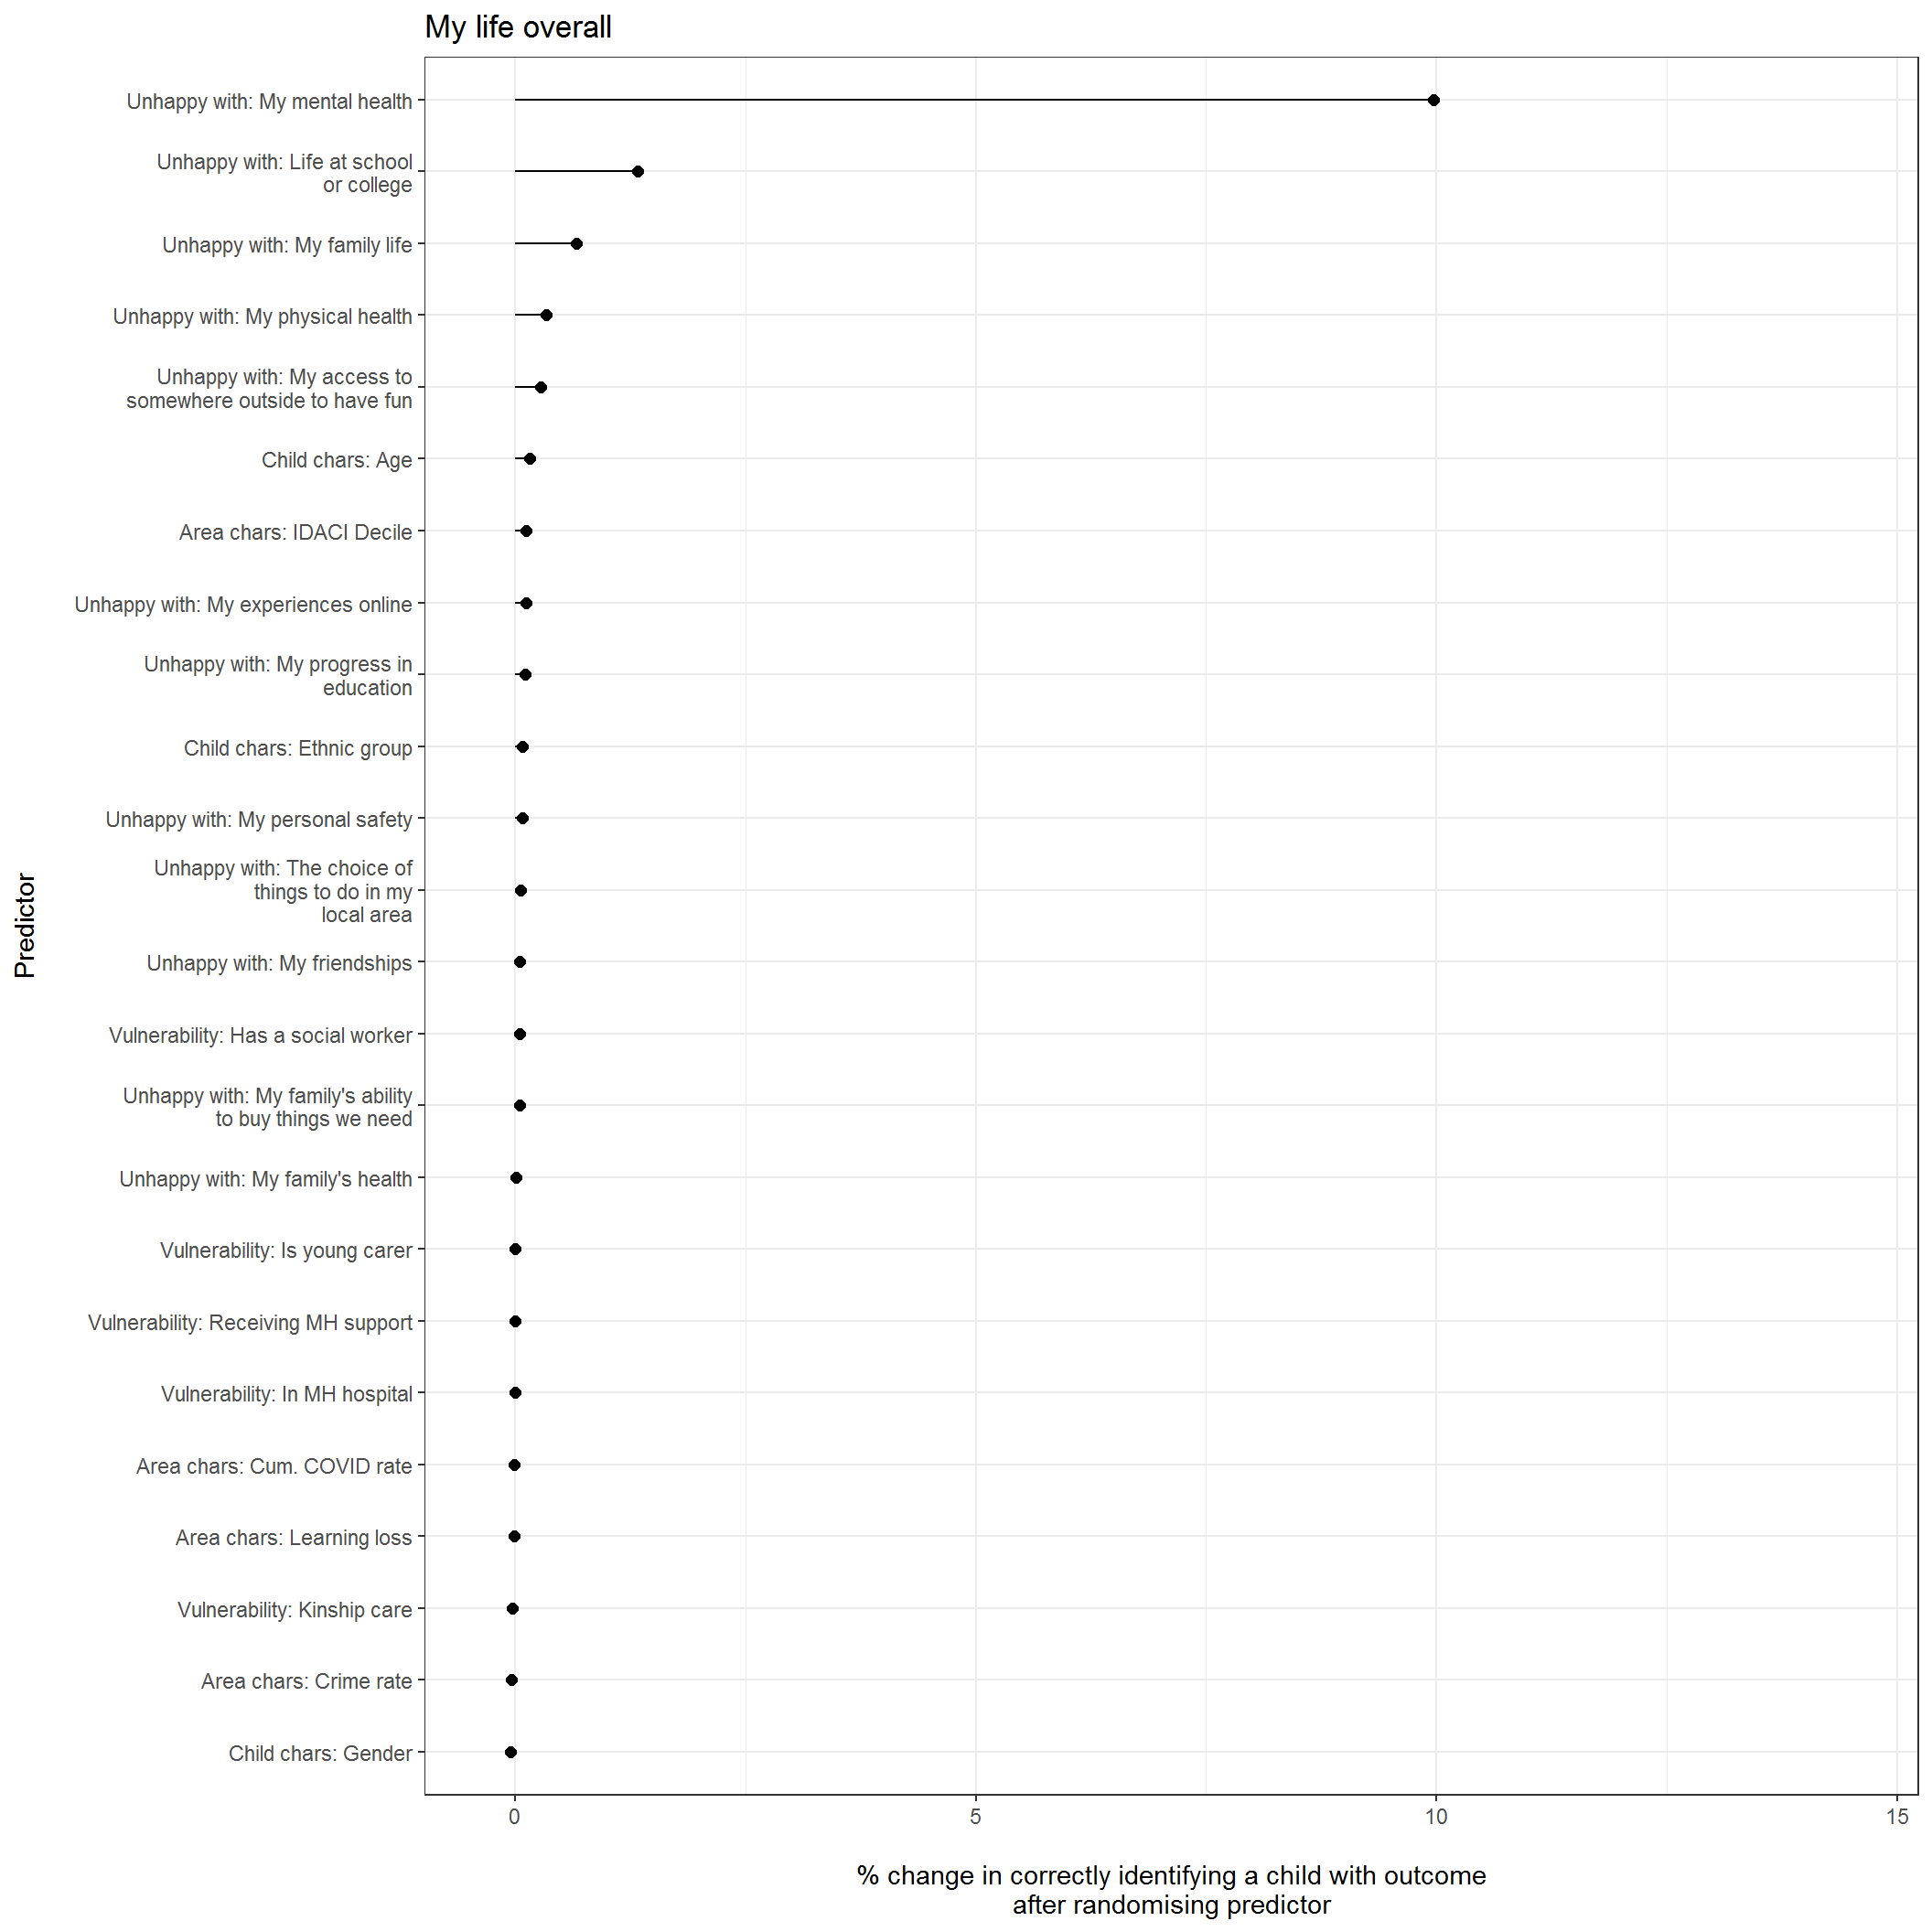 My life overall
Unhappy with: My mental health
Unhappy with: Life at school
or college
Unhappy with: My family life
Unhappy with: My physical health
Unhappy with: My access to
somewhere outside to have fun
Child chars: Age
Area chars: IDACI Decile
Unhappy with: My experiences online
Unhappy with: My progress in
education
Child chars: Ethnic group
Unhappy with: My personal safety
Unhappy with: The choice of
things to do in my
local area
Unhappy with: My friendships
Vulnerability: Has a social worker
Unhappy with: My family's ability
to buy things we need
Unhappy with: My family's health
Vulnerability: Is young carer
Vulnerability: Receiving MH support
Vulnerability: In MH hospital
Area chars: Cum. COVID rate
Area chars: Learning loss
Vulnerability: Kinship care
Area chars: Crime rate
Child chars: Gender
Predictor
0 5 10 15
% change in correctly identifying a child with outcome
after randomising predictor